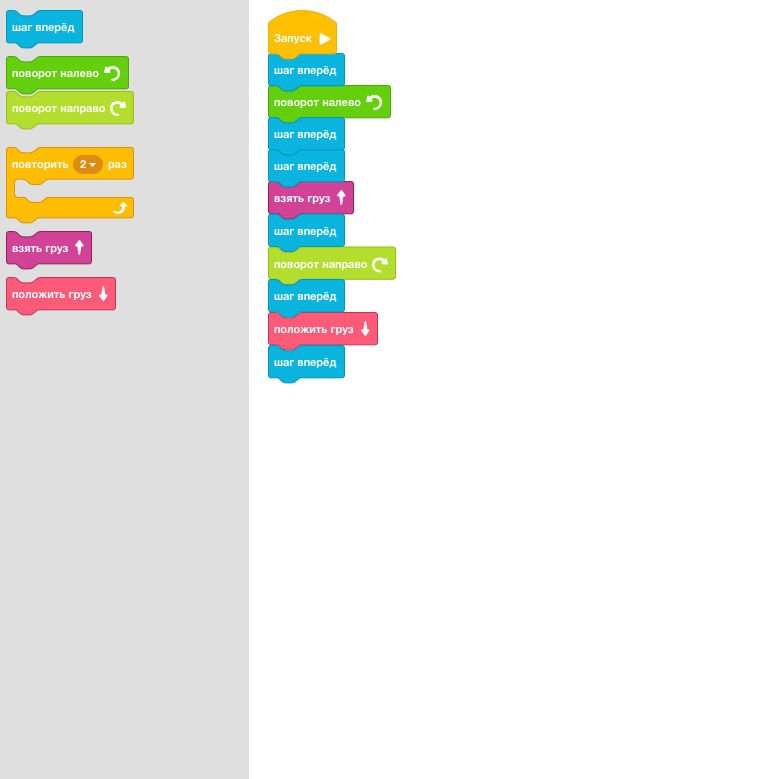 шаг вперёд
поворот налево
поворот направо
повторить 2 раз
взять груз
положить груз
Запуск
шаг вперёд
поворот налево
шаг вперёд
шаг вперёд
взять груз
шаг вперёд
поворот направо
шаг вперёд
положить груз
шаг вперёд